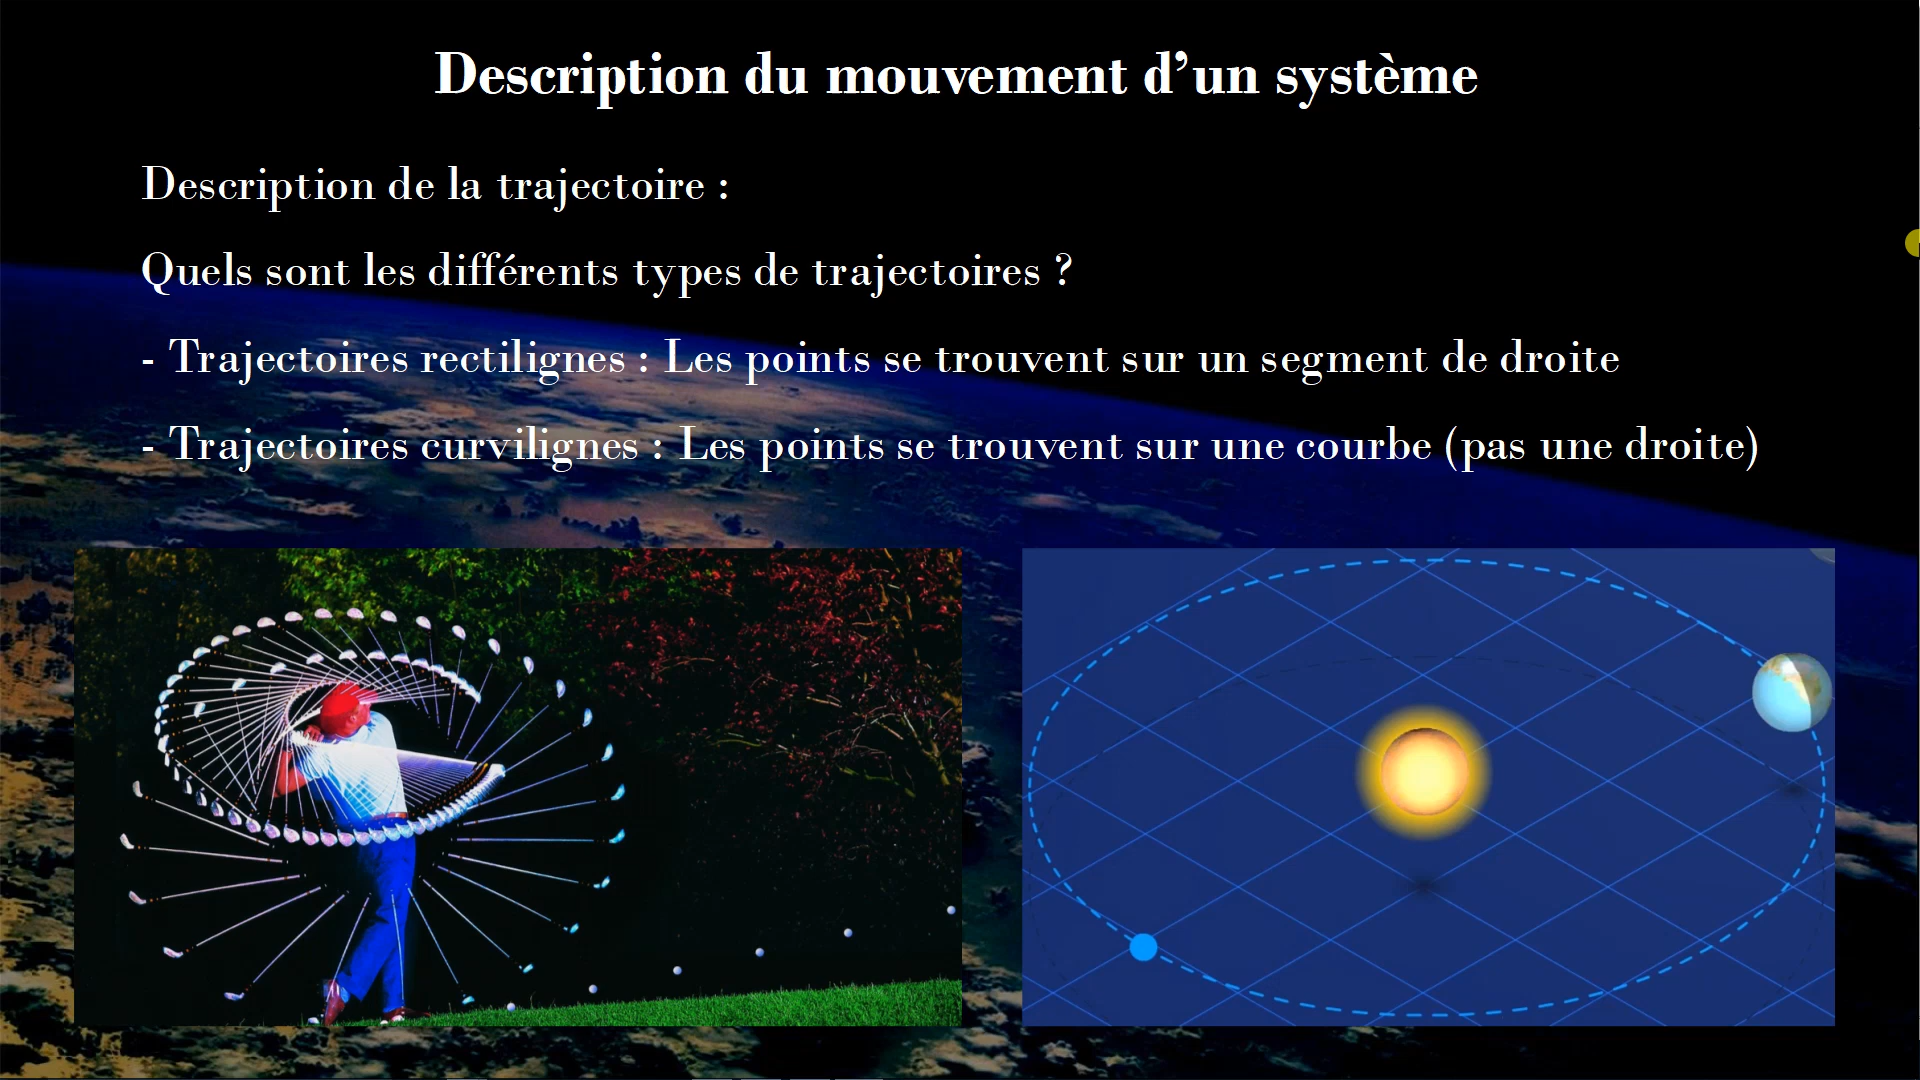 Description du mouvement d’un système
Description de la trajectoire :
Quels sont les différents types de trajectoires ?
- Trajectoires rectilignes : Les points se trouvent sur un segment de droite
- Trajectoires curvilignes : Les points se trouvent sur une courbe (pas une droite)